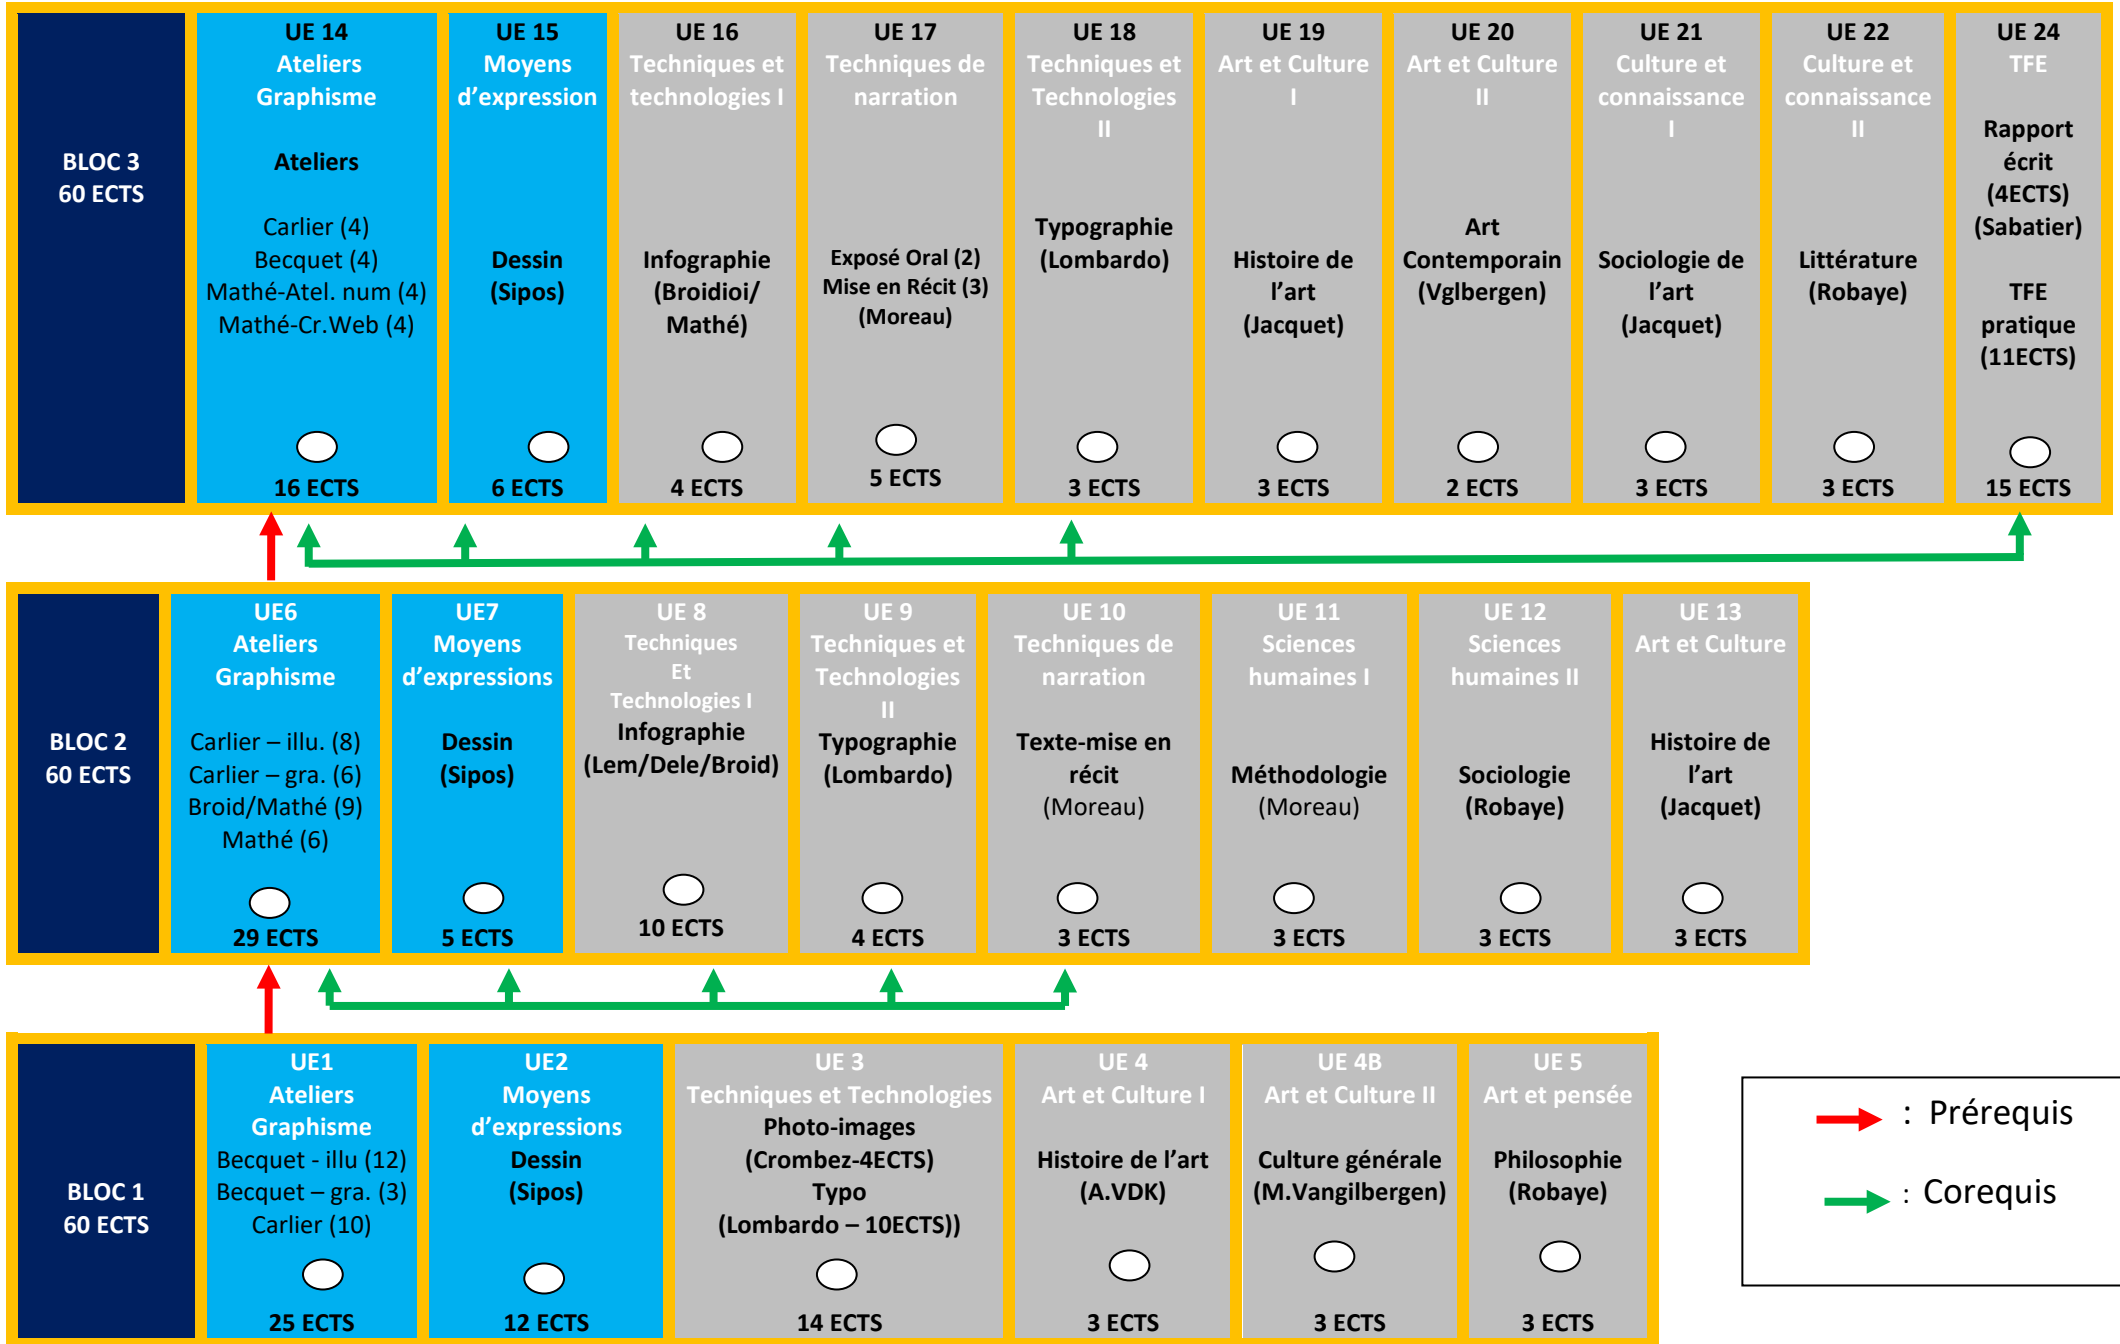 BLOC 3
60 ECTS
UE 14
Ateliers
Graphisme
Ateliers
Carlier (4)
Becquet (4)
Mathé-Atel. num (4)
Mathé-Cr.Web (4)
16 ECTS
UE 15
Moyens
d’expression
Dessin
(Sipos)
6 ECTS
UE 16
Techniques et
technologies I
Infographie
(Broidioi/
Mathé)
4 ECTS
UE 17
Techniques de
narration
Exposé Oral (2)
Mise en Récit (3)
(Moreau)
5 ECTS
UE 18
Techniques et
Technologies
II
Typographie
(Lombardo)
3 ECTS
UE 19
Art et Culture
I
Histoire de
l’art
(Jacquet)
3 ECTS
UE 20
Art et Culture
II
Art
Contemporain
(Vglbergen)
2 ECTS
UE 21
Culture et
connaissance
I
Sociologie de
l’art
(Jacquet)
3 ECTS
UE 22
Culture et
connaissance
II
Littérature
(Robaye)
3 ECTS
UE 24
TFE
Rapport
écrit
(4ECTS)
(Sabatier)
TFE
pratique
(11ECTS)
15 ECTS
BLOC 2
60 ECTS
UE6
Ateliers
Graphisme
Carlier – illu. (8)
Carlier – gra. (6)
Broid/Mathé (9)
Mathé (6)
29 ECTS
UE7
Moyens
d’expressions
Dessin
(Sipos)
5 ECTS
UE 8
Techniques
Et
Technologies I
Infographie
(Lem/Dele/Broid)
10 ECTS
UE 9
Techniques et
Technologies
II
Typographie
(Lombardo)
4 ECTS
UE 10
Techniques de
narration
Texte-mise en
récit
(Moreau)
3 ECTS
UE 11
Sciences
humaines I
Méthodologie
(Moreau)
3 ECTS
UE 12
Sciences
humaines II
Sociologie
(Robaye)
3 ECTS
UE 13
Art et Culture
Histoire de
l’art
(Jacquet)
3 ECTS
BLOC 1
60 ECTS
UE1
Ateliers
Graphisme
Becquet - illu (12)
Becquet – gra. (3)
Carlier (10)
25 ECTS
UE2
Moyens
d’expressions
Dessin
(Sipos)
12 ECTS
UE 3
Techniques et Technologies
Photo-images
(Crombez-4ECTS)
Typo
(Lombardo – 10ECTS))
14 ECTS
UE 4
Art et Culture I
Histoire de l’art
(A.VDK)
3 ECTS
UE 4B
Art et Culture II
Culture générale
(M.Vangilbergen)
3 ECTS
UE 5
Art et pensée
Philosophie
(Robaye)
3 ECTS
: Prérequis
: Corequis